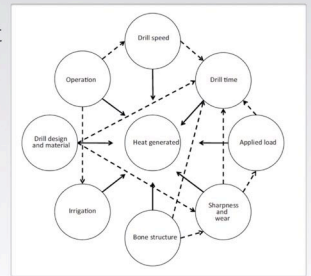 Drill speed
Operation
Drill time
Drill design
and material
Heat generated
Applied load
Irrigation
Sharpness
and
wear
Bone structure